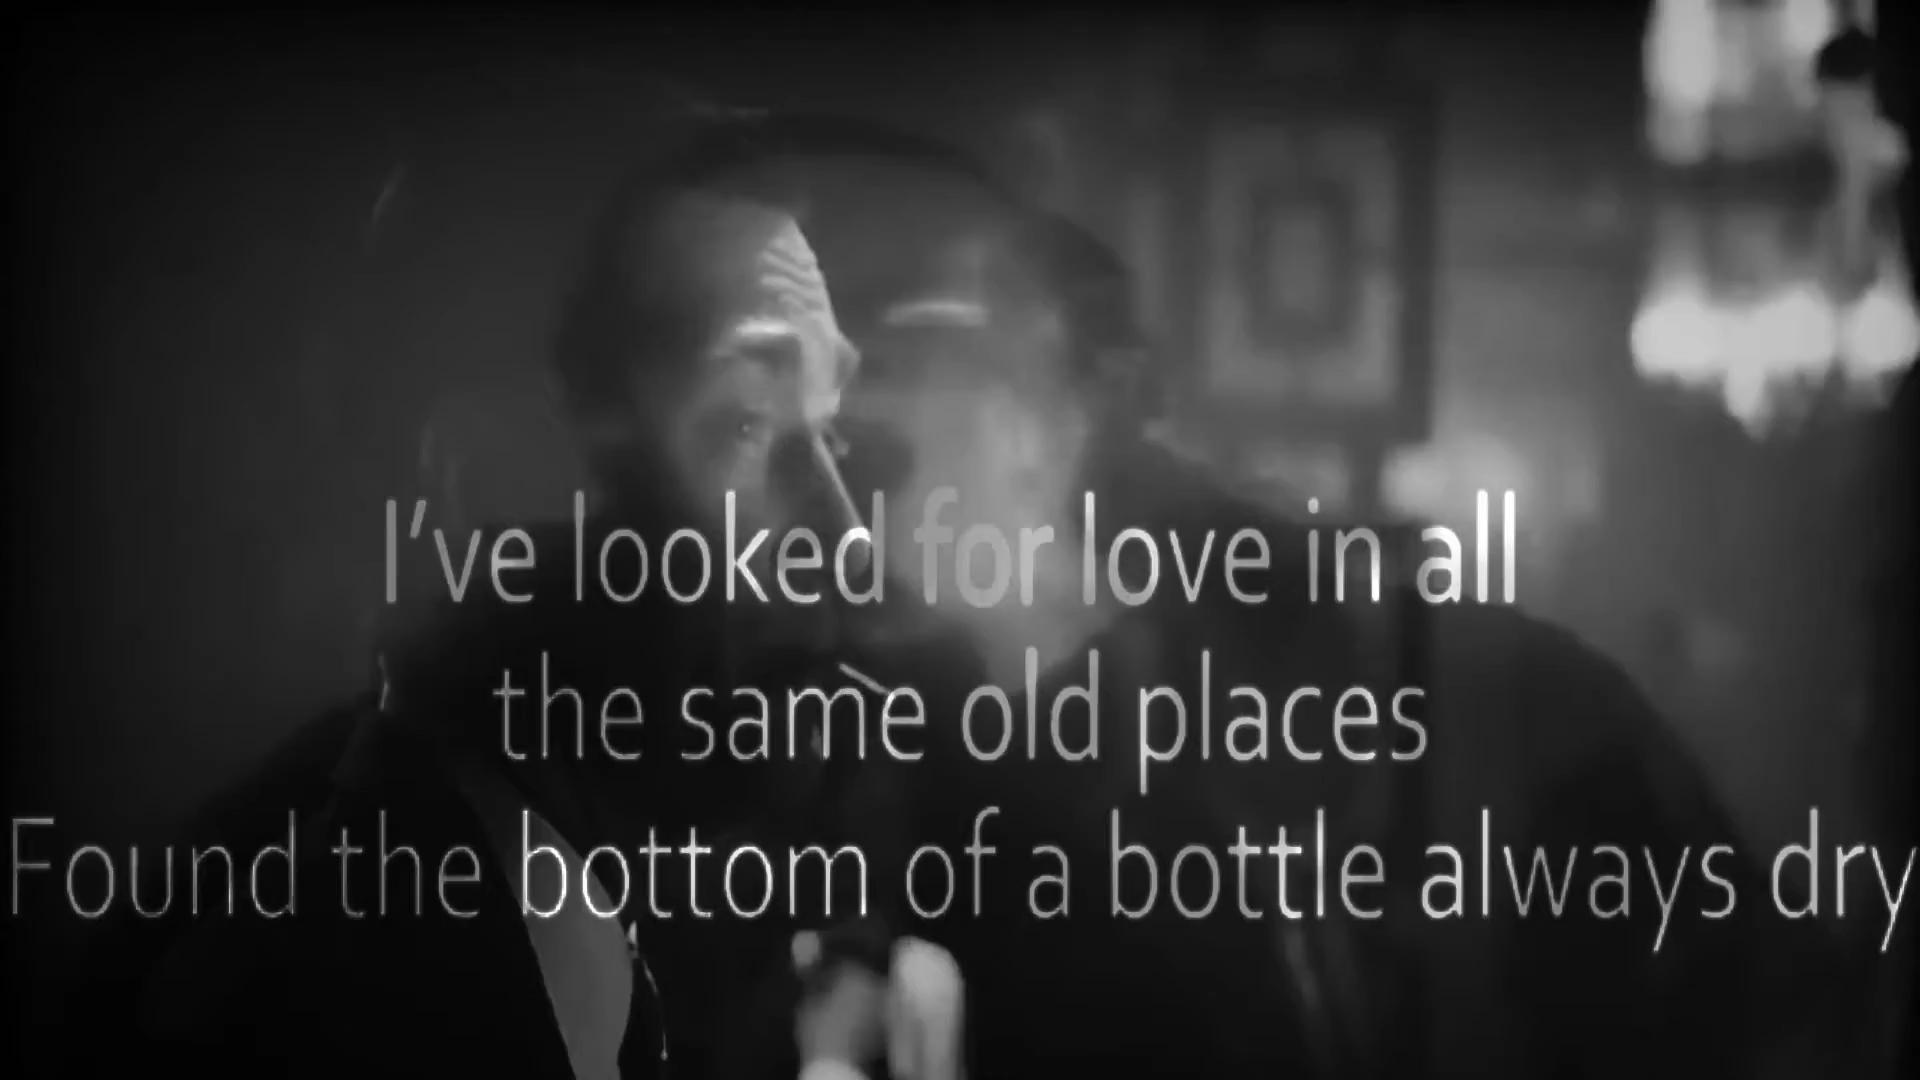 I've looked for love in all
the same old places
Found the bottom of a bottle always dry